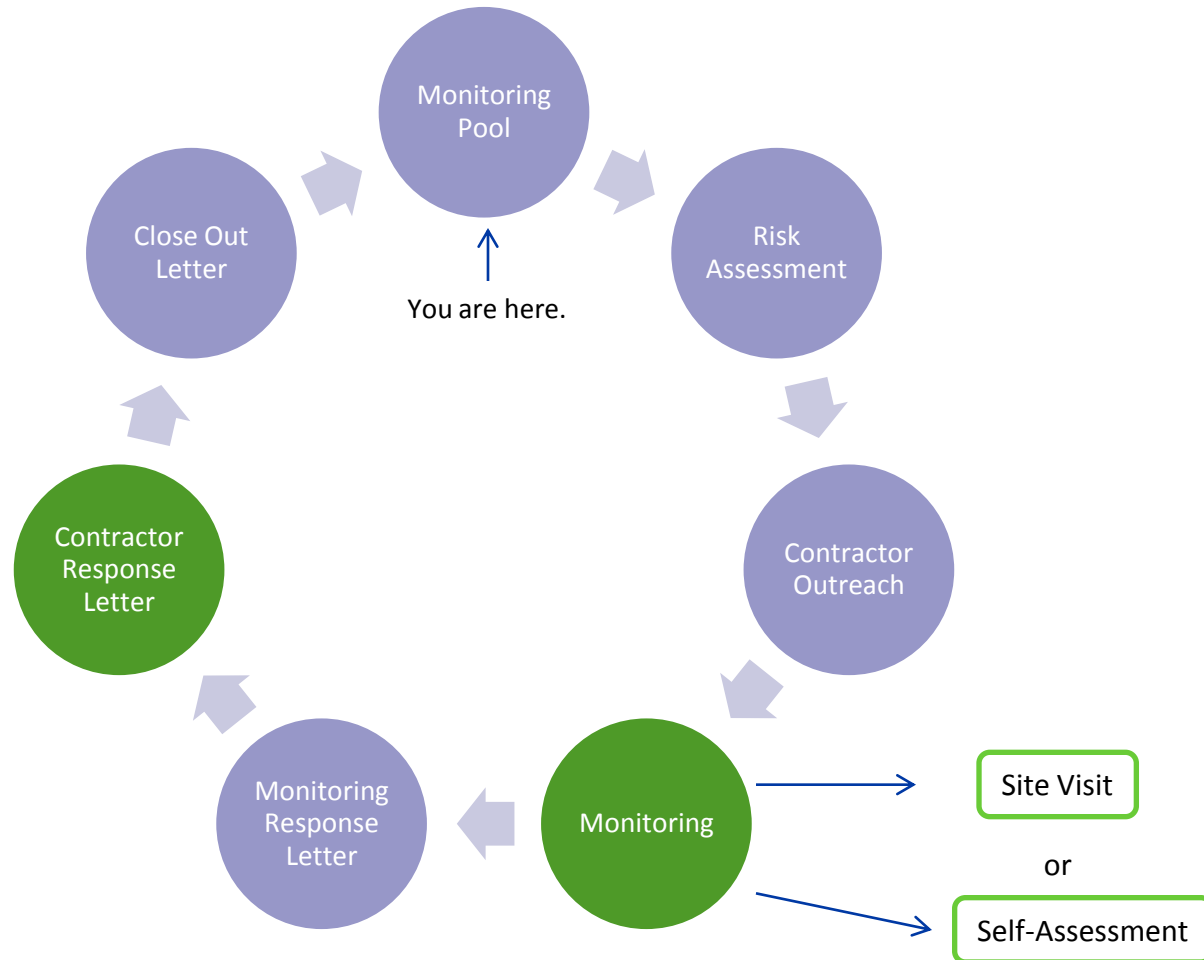 Monitoring
Pool
Risk
Assessment
Contractor
Outreach
Monitoring
Site Visit
or
Self-Assessment
Monitoring
Response
Letter
Contractor
Response
Letter
Close Out
Letter
You are here.